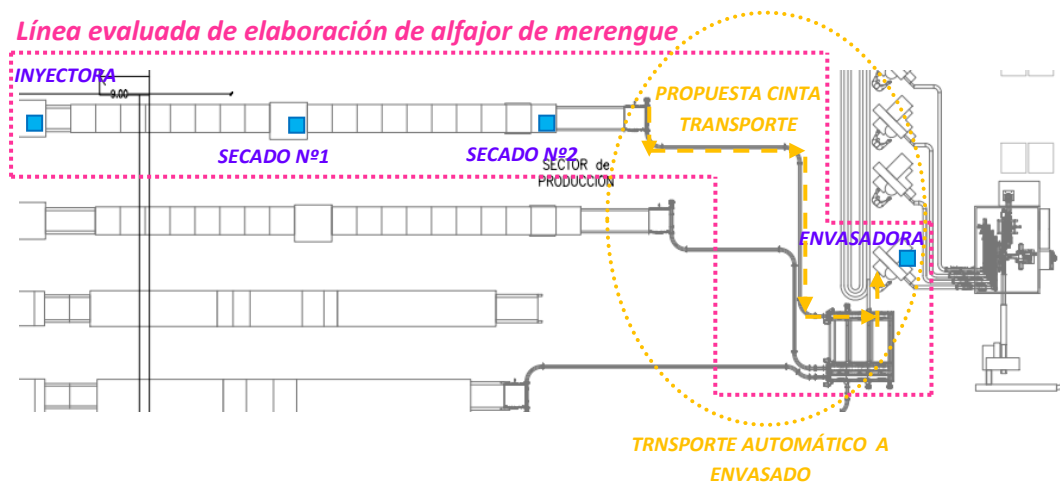 Línea evaluada de elaboración de alfajor de merengue
INYECTORA
9.00
PROPUESTA CINTA
TRANSPORTE
SECADO Nº1
SECADO Nº2
SECTOR de
PRODUCCION
ENVASADORA
TRNSPORTE AUTOMÁTICO A
ENVASADO